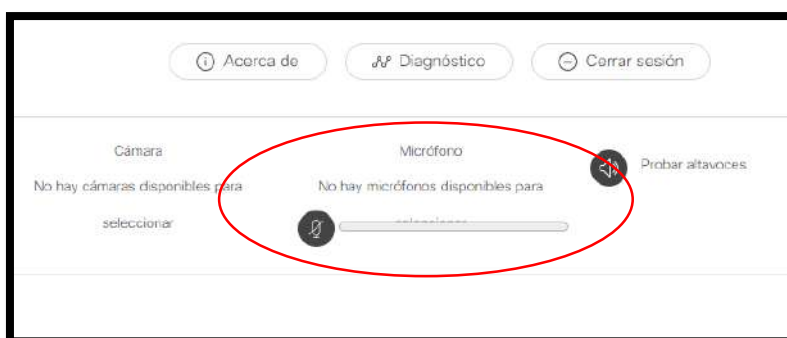 Acerca de
Diagnóstico
Cerrar sesión
Cámara
No hay cámaras disponibles para
seleccionar
Micrófono
No hay micrófonos disponibles para
seleccionar
Probar altavoces